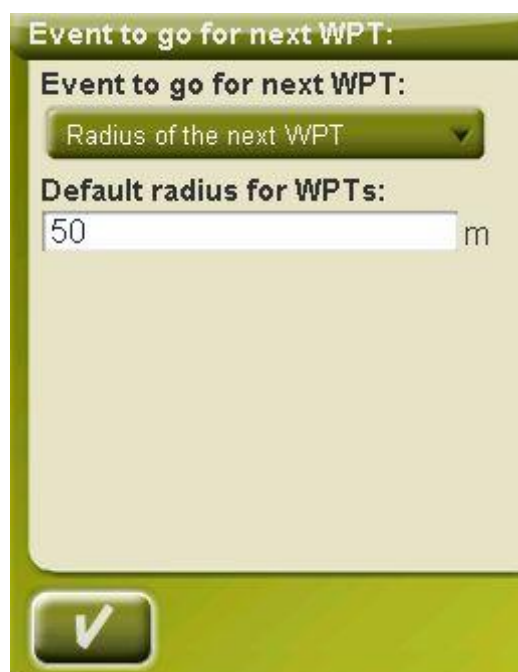 Event to go for next WPT:
Event to go for next WPT:
Radius of the next WPT
Default radius for WPTs:
50 m